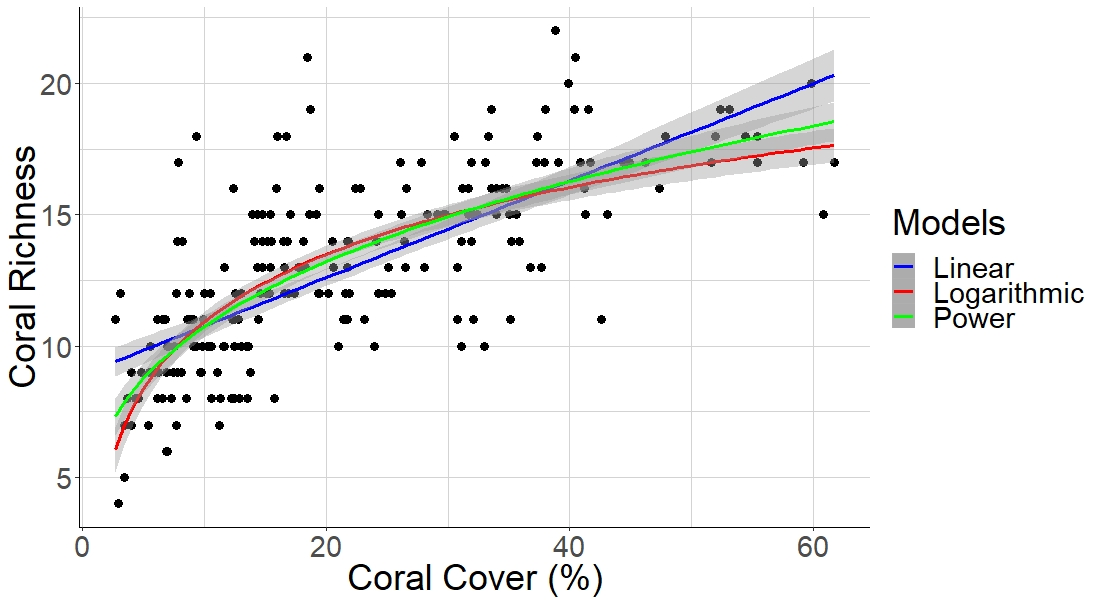 Coral Richness
20
15
10
5
0
20
40
60
Coral Cover (%)
Models
Linear
Logarithmic
Power